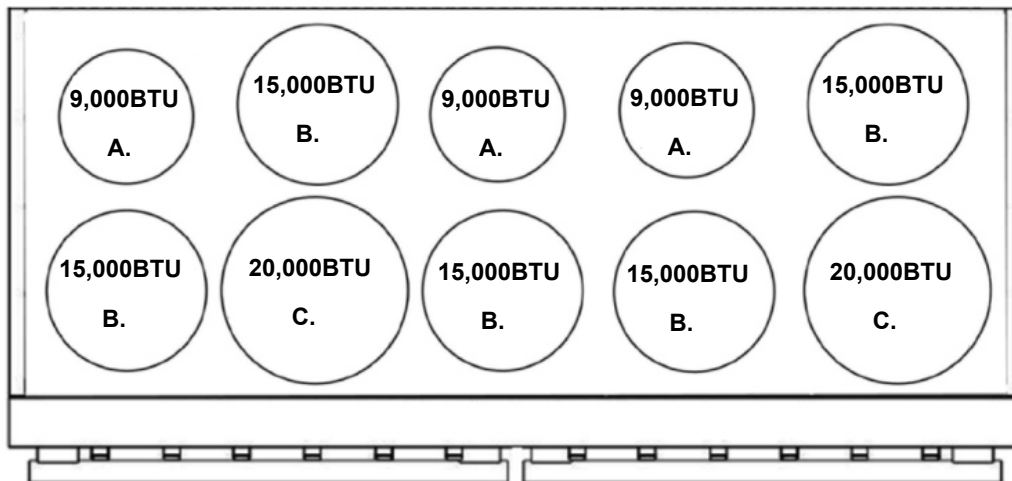 9,000BTU
A.
15,000BTU
B.
9,000BTU
A.
9,000BTU
A.
15,000BTU
B.
15,000BTU
B.
20,000BTU
C.
15,000BTU
B.
15,000BTU
B.
20,000BTU
C.